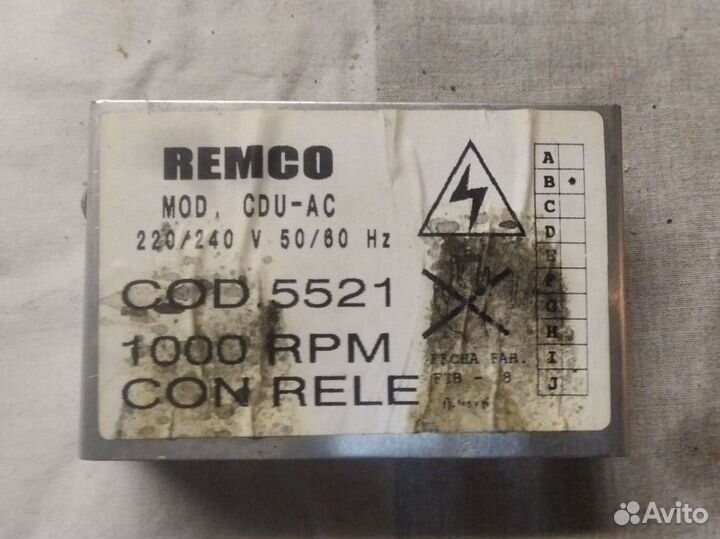 REMCO
MOD. CDU-AC
220/240 V 50/60 Hz
COD.5521
1000 RPM
CON RELE
FECHA FAB.
A
B
C
D
E
F
G
H
I
J
Avito